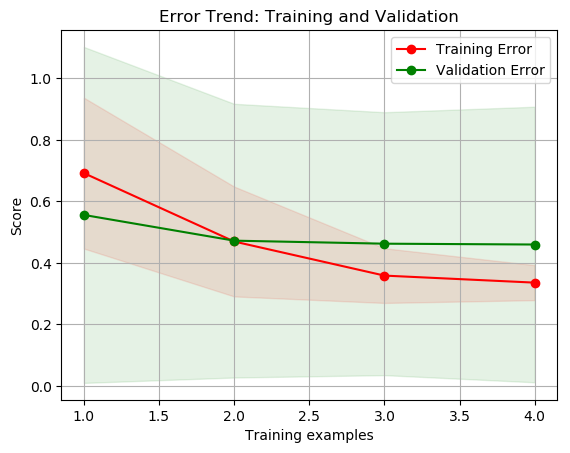 Error Trend: Training and Validation
Training Error
Validation Error
Score
1.0
0.8
0.6
0.4
0.2
0.0
1.0 1.5 2.0 2.5 3.0 3.5 4.0
Training examples